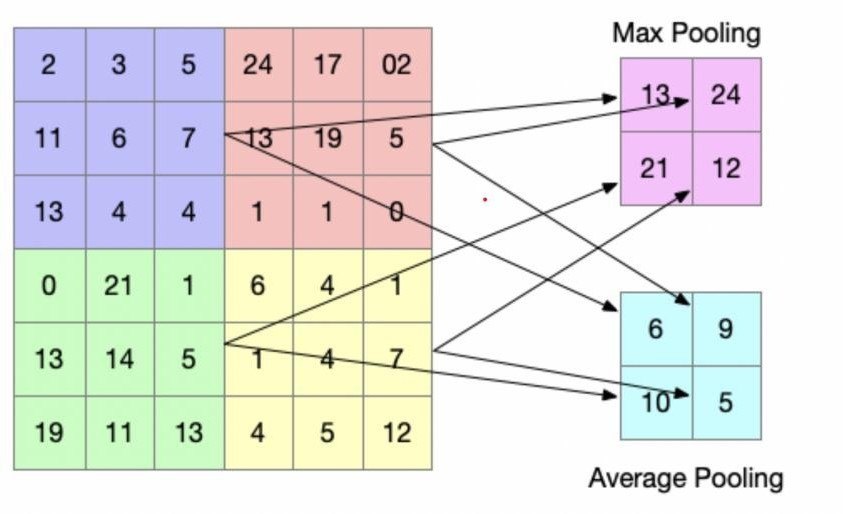 Max Pooling
2 3 5 24 17 02
13 24
11 6 7 13 19 5
21 12
13 4 4 1 1 0
0 21 1 6 4 1
6 9
13 14 5 1 4 7
10 5
19 11 13 4 5 12
Average Pooling